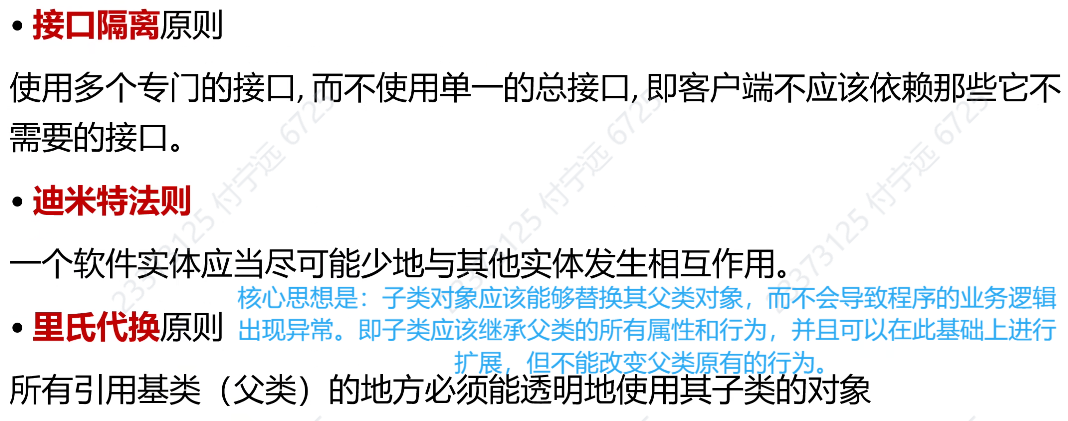 • 接口隔离原则
使用多个专门的接口, 而不使用单一的总接口, 即客户端不应该依赖那些它不
需要的接口。
• 迪米特法则
一个软件实体应当尽可能少地与其他实体发生相互作用。
核心思想是：子类对象应该能够替换其父类对象，而不会导致程序的业务逻辑
出现异常。即子类应该继承父类的所有属性和行为，并且可以在此基础上进行
扩展，但不能改变父类原有的行为。
• 里氏代换原则
所有引用基类（父类）的地方必须能透明地使用其子类的对象
23373125 付宁远 6725
23373125 付宁远 6725
23373125 付宁远 6725